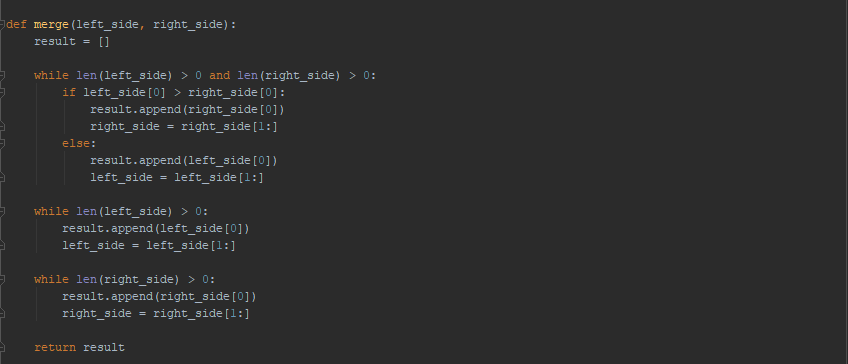 def merge(left_side, right_side):
    result = []
    while len(left_side) > 0 and len(right_side) > 0:
        if left_side[0] > right_side[0]:
            result.append(right_side[0])
            right_side = right_side[1:]
        else:
            result.append(left_side[0])
            left_side = left_side[1:]
    while len(left_side) > 0:
        result.append(left_side[0])
        left_side = left_side[1:]
    while len(right_side) > 0:
        result.append(right_side[0])
        right_side = right_side[1:]
    return result